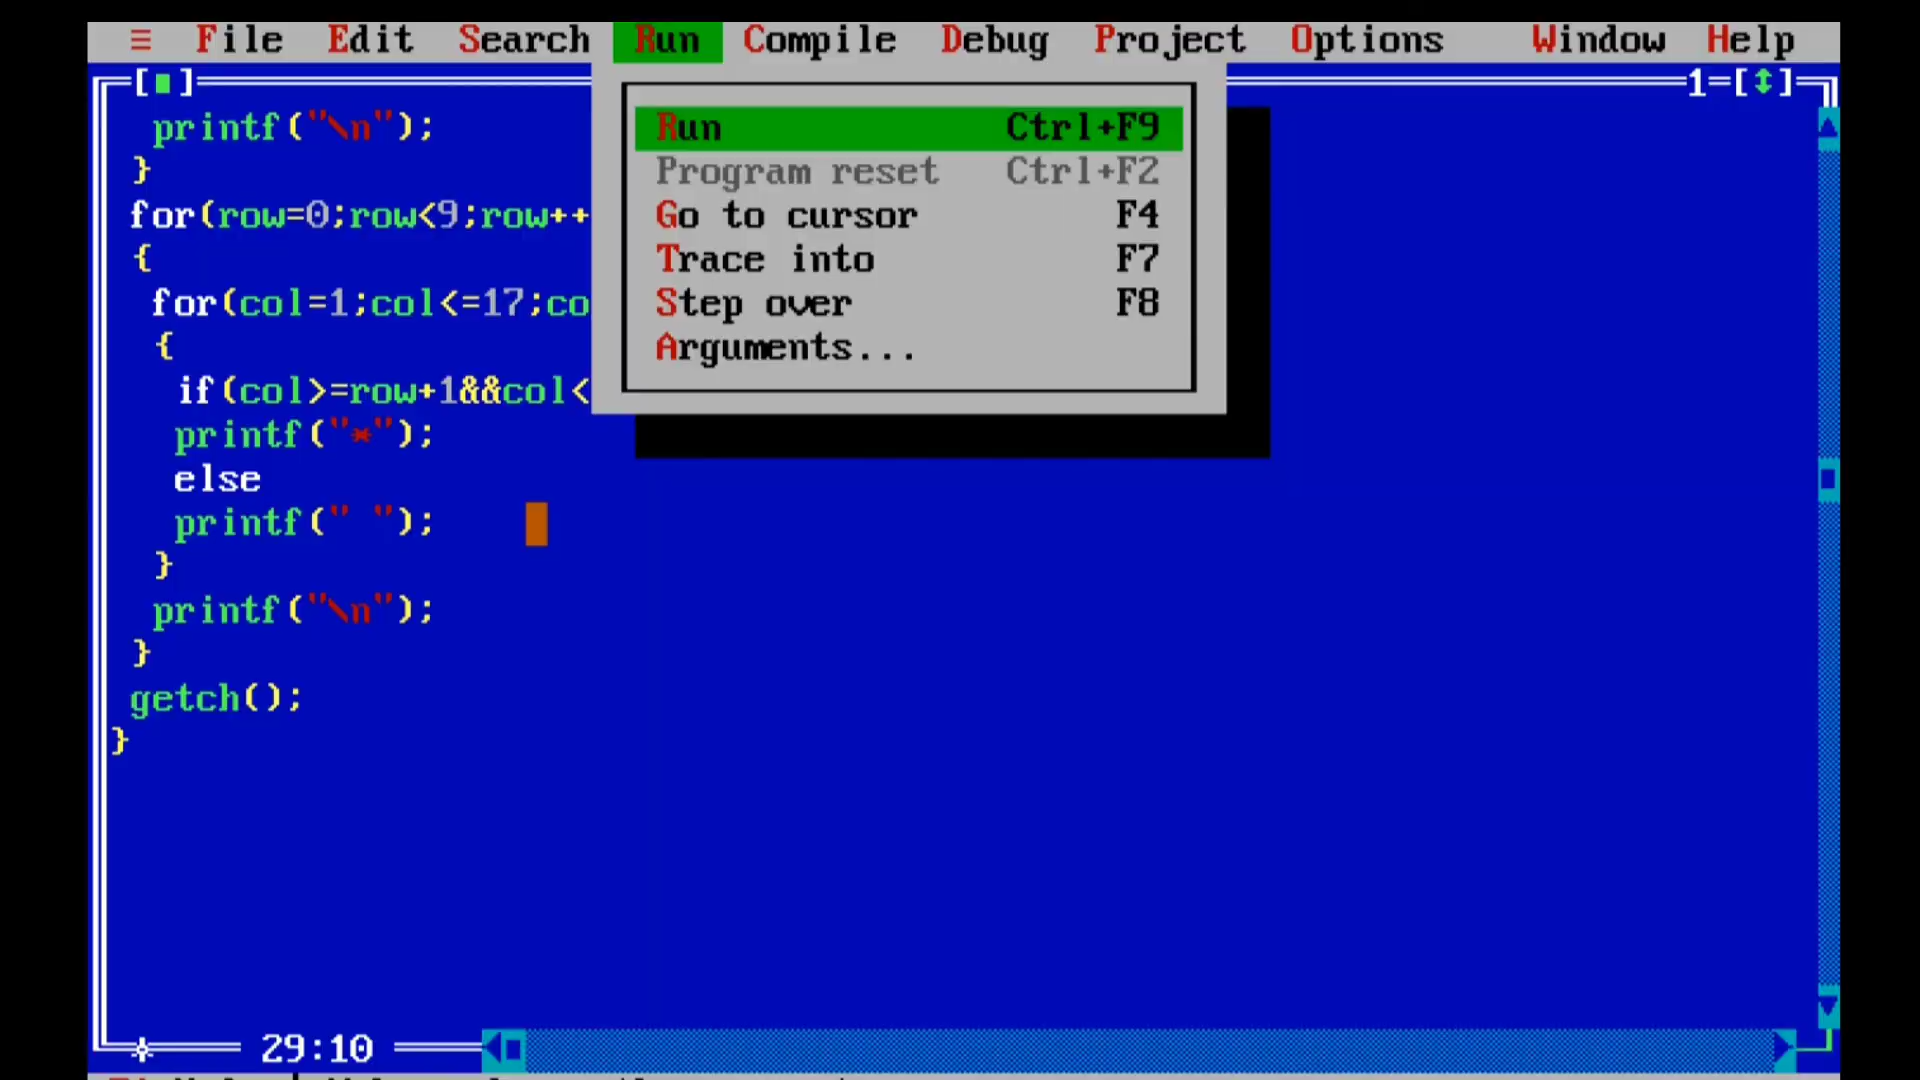 ≡ File Edit Search Run Compile Debug Project Options Window Help
[■] 1=[↕]
printf("\n");
}
for(row=0;row<9;row++
{
for(col=1;col<=17;co
{
if(col>=row+1&&col<
printf("*");
else
printf(" ");
}
printf("\n");
}
getch();
}
Run Ctrl+F9
Program reset Ctrl+F2
Go to cursor F4
Trace into F7
Step over F8
Arguments...
29:10